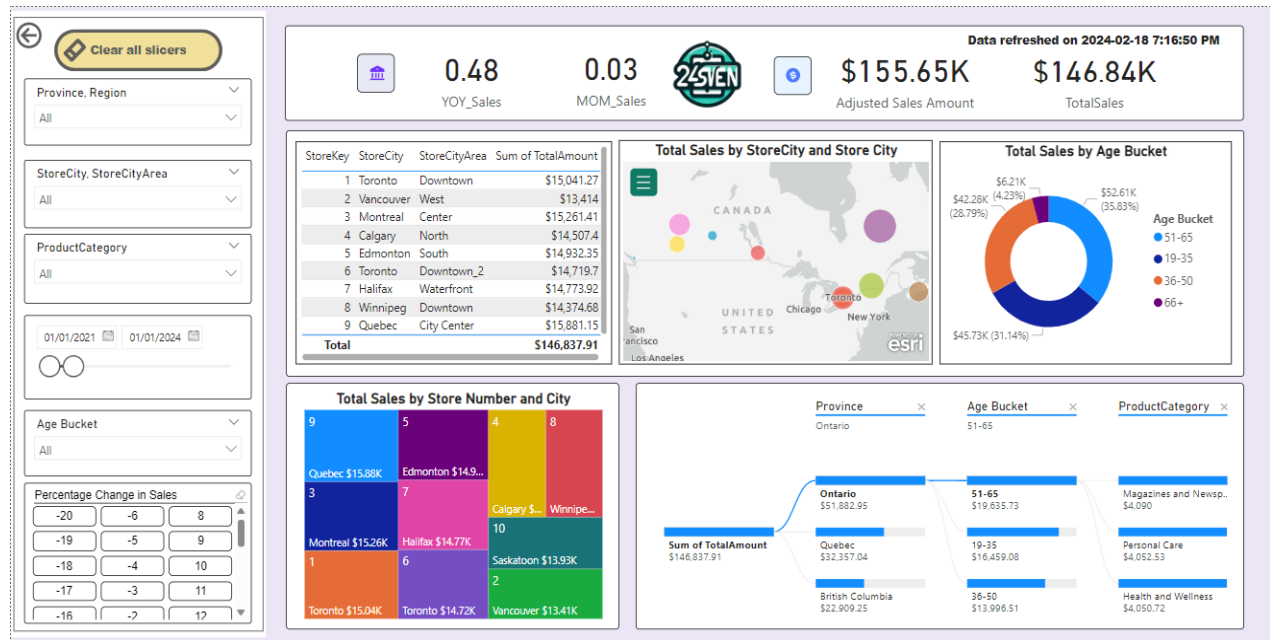 Clear all slicers
Province, Region
All
StoreCity, StoreCityArea
All
ProductCategory
All
01/01/2021 01/01/2024
Age Bucket
All
Percentage Change in Sales
-20 -6 8
-19 -5 9
-18 -4 10
-17 -3 11
-16 -2 12
Data refreshed on 2024-02-18 7:16:50 PM
0.48
YOY_Sales
0.03
MOM_Sales
24SVEN
$155.65K
Adjusted Sales Amount
$146.84K
TotalSales
StoreKey StoreCity StoreCityArea Sum of TotalAmount
1 Toronto Downtown $15,041.27
2 Vancouver West $13,414
3 Montreal Center $15,261.41
4 Calgary North $14,507.4
5 Edmonton South $14,932.35
6 Toronto Downtown_2 $14,719.7
7 Halifax Waterfront $14,773.92
8 Winnipeg Downtown $14,374.68
9 Quebec City Center $15,881.15
Total $146,837.91
Total Sales by StoreCity and Store City
CANADA
Toronto
Chicago
UNITED
STATES
New York
San
rancisco
Los Angeles
esri
Total Sales by Age Bucket
$6.21K
(4.23%)
$52.61K
(35.83%)
$42.28K
(28.79%)
$45.73K (31.14%)
Age Bucket
51-65
19-35
36-50
66+
Total Sales by Store Number and City
9
Quebec $15.88K
3
Montreal $15.26K
1
Toronto $15.04K
5
Edmonton $14.9...
7
Halifax $14.77K
6
Toronto $14.72K
4
Calgary $...
8
Winnipe...
10
Saskatoon $13.93K
2
Vancouver $13.41K
Province Age Bucket ProductCategory
Ontario 51-65
Sum of TotalAmount
$146,837.91
Ontario
$51,882.95
Quebec
$32,357.04
British Columbia
$22,909.25
51-65
$19,635.73
19-35
$16,459.08
36-50
$13,996.51
Magazines and Newsp..
$4,090
Personal Care
$4,052.53
Health and Wellness
$4,050.72